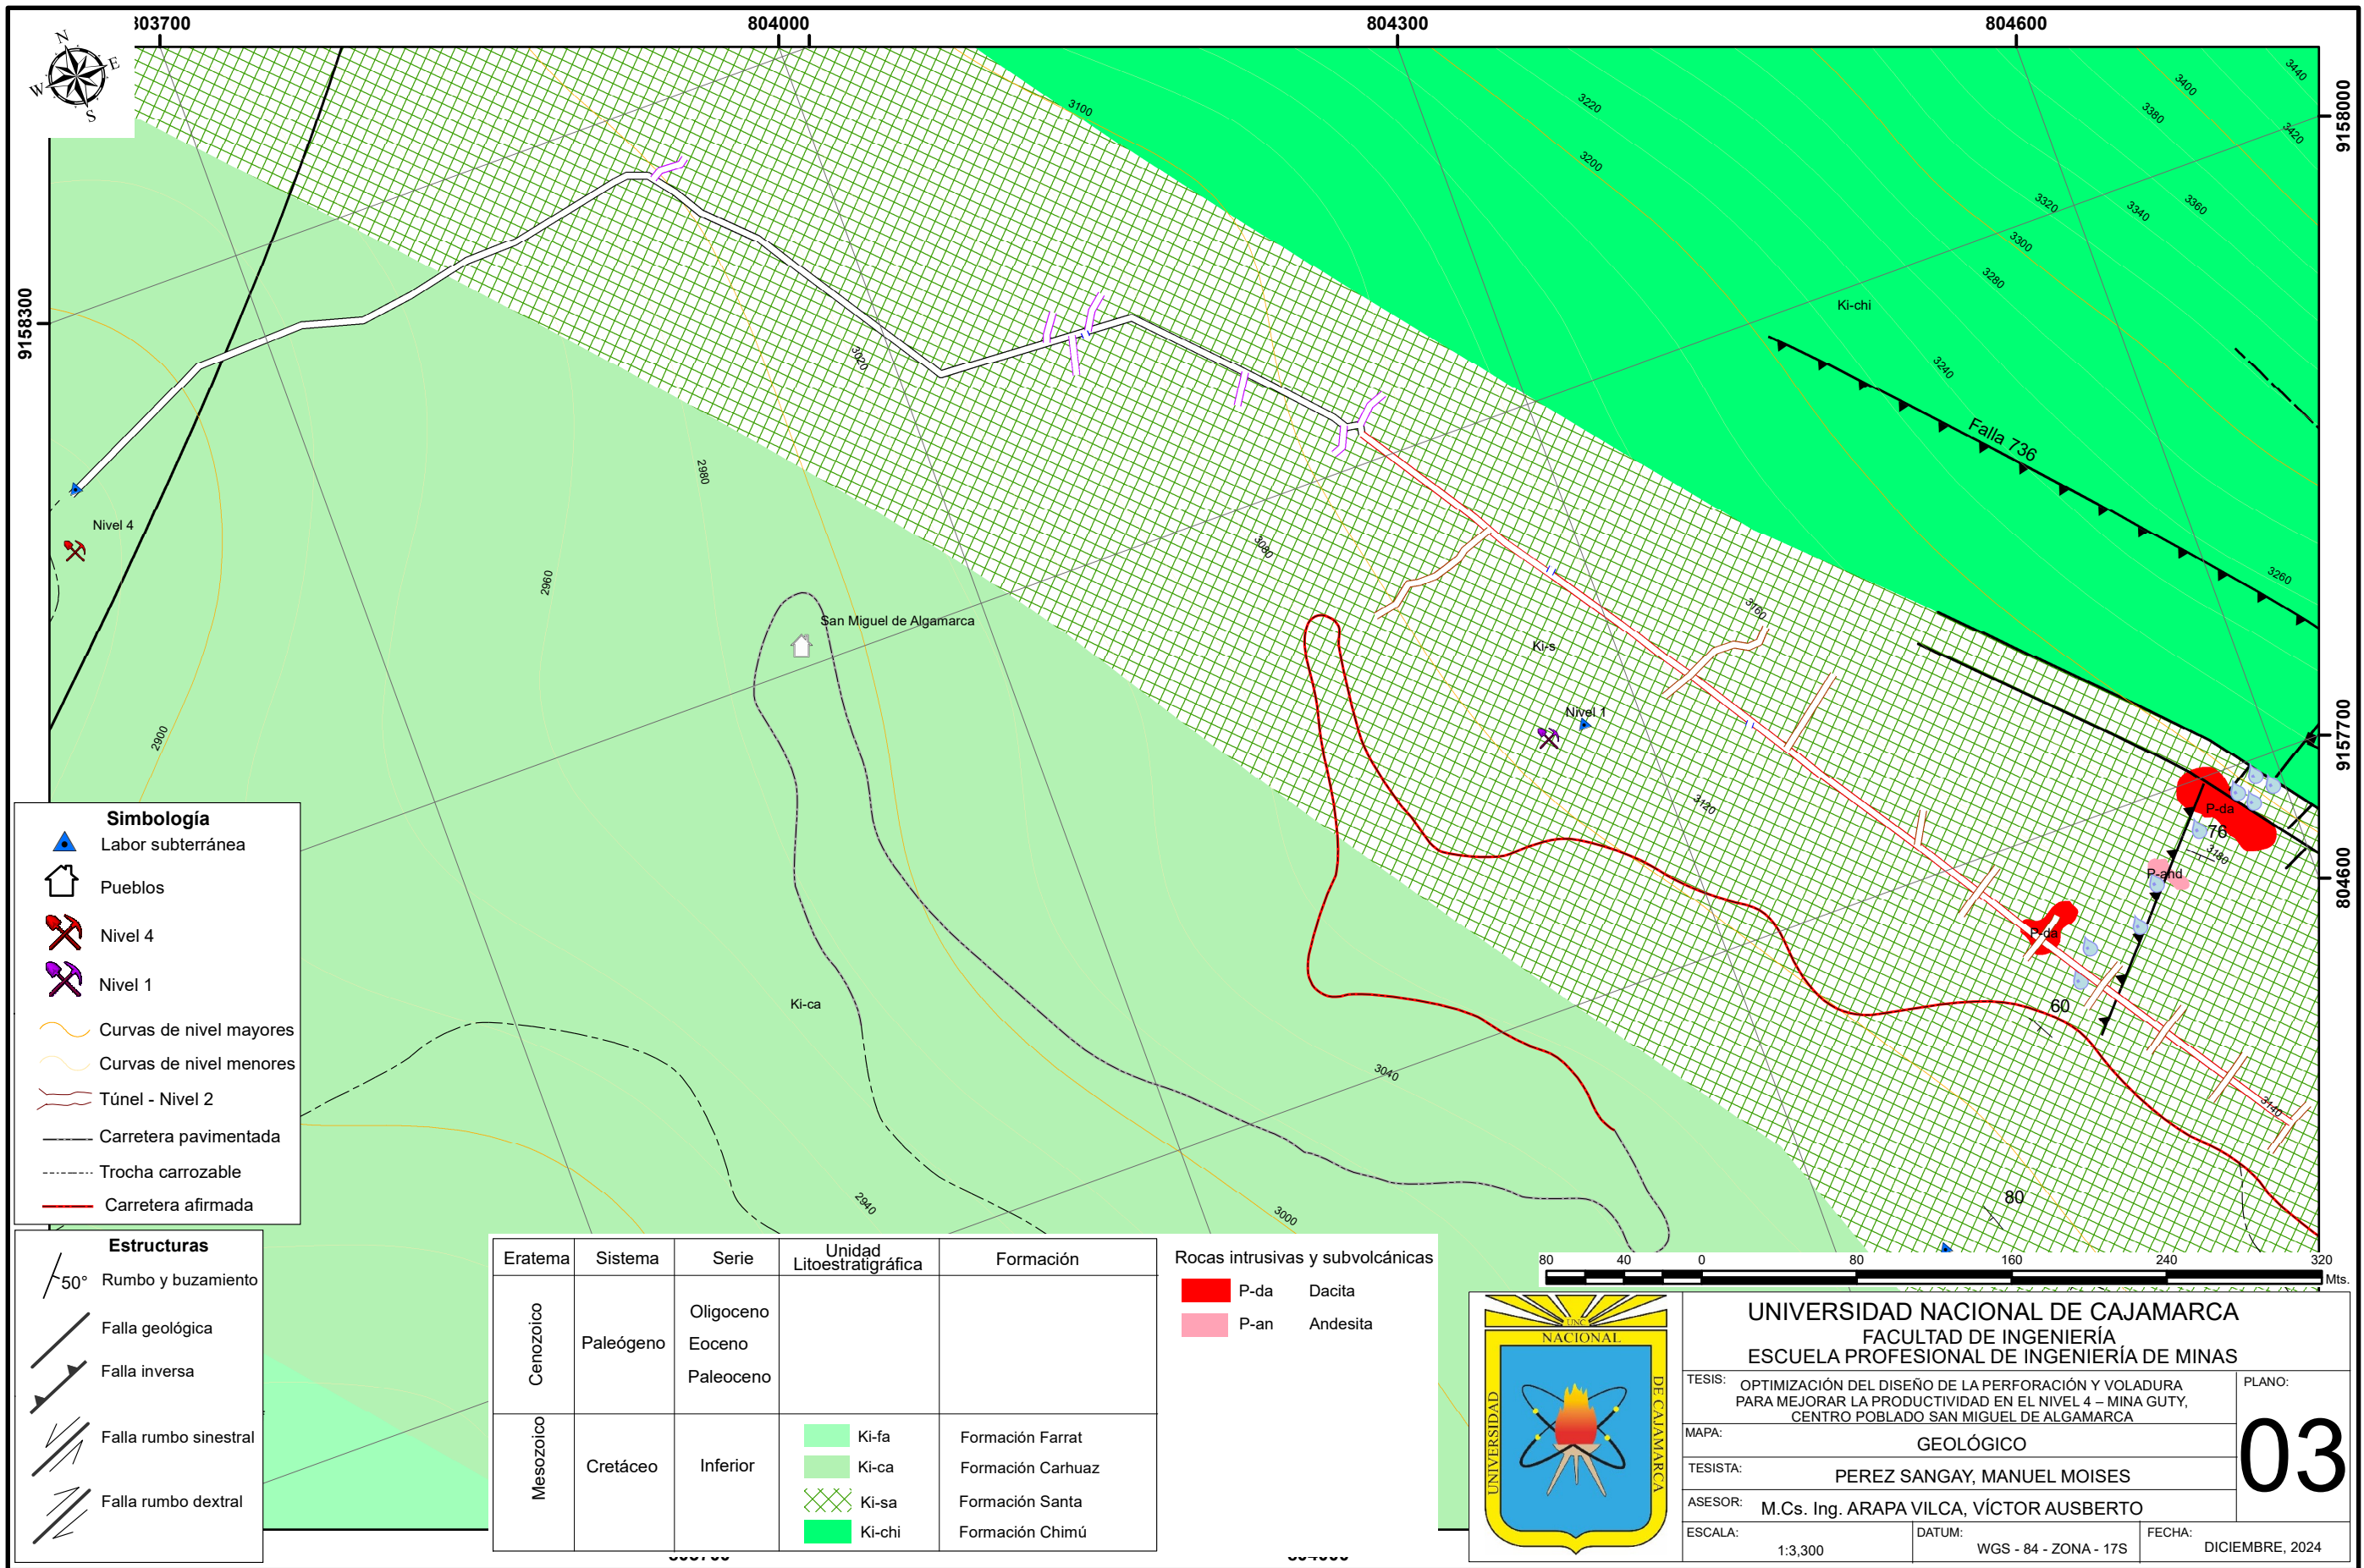 803700
804000
804300
804600
N
E
W
S
3440
3400
3380
3420
3100
3220
9158000
3200
3320
3340
3360
3300
3280
Ki-chi
9158300
3020
3240
Falla 736
2980
Nivel 4
3080
2960
3260
San Miguel de Algamarca
3160
Ki-s
Nivel 1
2900
9157700
3120
P-da
76
3180
P-and
804600
P-da
Ki-ca
60
3040
3140
2940
3000
80
Simbología
Labor subterránea
Pueblos
Nivel 4
Nivel 1
Curvas de nivel mayores
Curvas de nivel menores
Túnel - Nivel 2
Carretera pavimentada
Trocha carrozable
Carretera afirmada
Estructuras
50° Rumbo y buzamiento
Falla geológica
Falla inversa
Falla rumbo sinestral
Falla rumbo dextral
Eratema Sistema Serie Unidad Litoestratigráfica Formación
Cenozoico Paleógeno Oligoceno
Eoceno
Paleoceno
Mesozoico Cretáceo Inferior
Ki-fa Formación Farrat
Ki-ca Formación Carhuaz
Ki-sa Formación Santa
Ki-chi Formación Chimú
Rocas intrusivas y subvolcánicas
P-da Dacita
P-an Andesita
80 40 0 80 160 240 320
Mts.
UNC
NACIONAL
UNIVERSIDAD
DE CAJAMARCA
UNIVERSIDAD NACIONAL DE CAJAMARCA
FACULTAD DE INGENIERÍA
ESCUELA PROFESIONAL DE INGENIERÍA DE MINAS
TESIS: OPTIMIZACIÓN DEL DISEÑO DE LA PERFORACIÓN Y VOLADURA
PARA MEJORAR LA PRODUCTIVIDAD EN EL NIVEL 4 – MINA GUTY,
CENTRO POBLADO SAN MIGUEL DE ALGAMARCA
PLANO:
03
MAPA:
GEOLÓGICO
TESISTA: PEREZ SANGAY, MANUEL MOISES
ASESOR: M.Cs. Ing. ARAPA VILCA, VÍCTOR AUSBERTO
ESCALA:
1:3,300
DATUM:
WGS - 84 - ZONA - 17S
FECHA:
DICIEMBRE, 2024